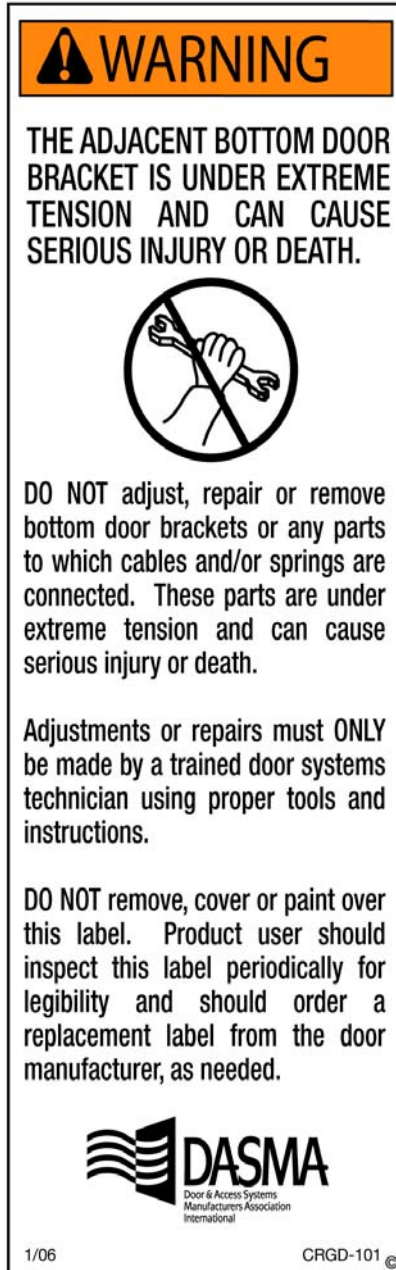 WARNING
THE ADJACENT BOTTOM DOOR
BRACKET IS UNDER EXTREME
TENSION AND CAN CAUSE
SERIOUS INJURY OR DEATH.
DO NOT adjust, repair or remove
bottom door brackets or any parts
to which cables and/or springs are
connected. These parts are under
extreme tension and can cause
serious injury or death.
Adjustments or repairs must ONLY
be made by a trained door systems
technician using proper tools and
instructions.
DO NOT remove, cover or paint over
this label. Product user should
inspect this label periodically for
legibility and should order a
replacement label from the door
manufacturer, as needed.
DASMA
Door & Access Systems
Manufacturers Association
International
1/06 CRGD-101 ©